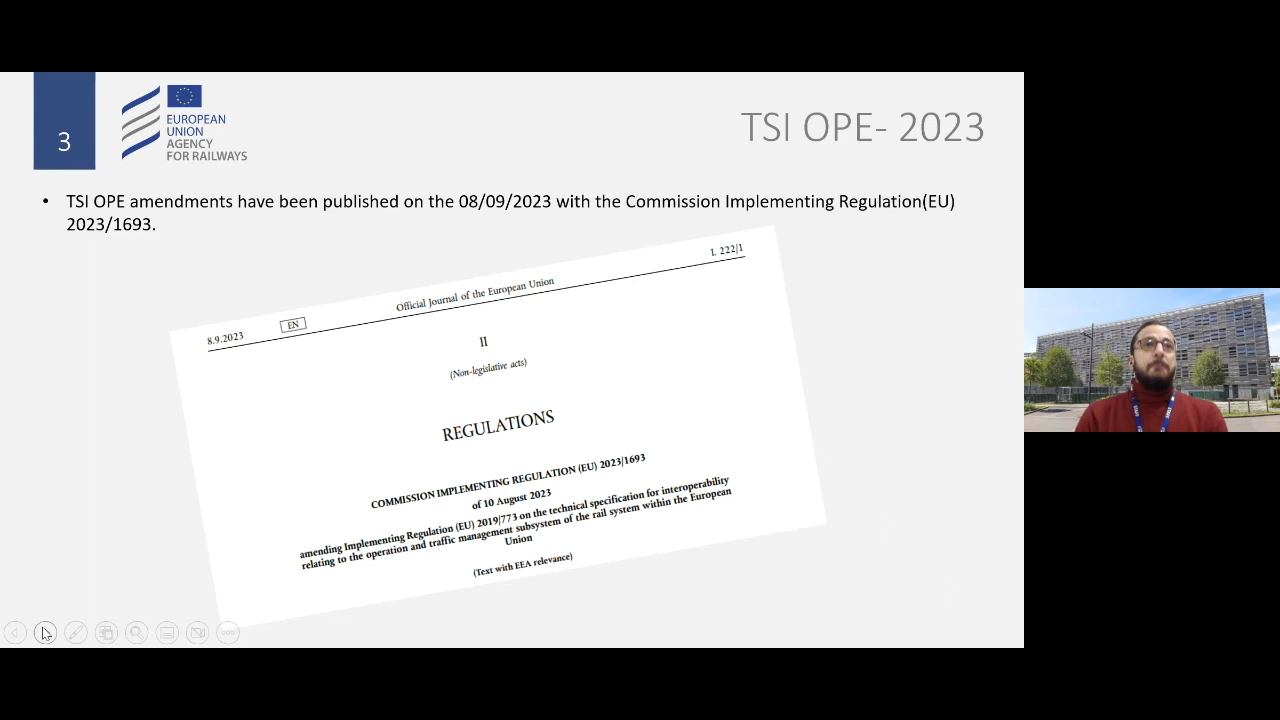 3
EUROPEAN
UNION
AGENCY
FOR RAILWAYS
TSI OPE- 2023
• TSI OPE amendments have been published on the 08/09/2023 with the Commission Implementing Regulation(EU)
2023/1693.
8.9.2023 EN Official Journal of the European Union L 222/1
II
(Non-legislative acts)
REGULATIONS
COMMISSION IMPLEMENTING REGULATION (EU) 2023/1693
of 10 August 2023
amending Implementing Regulation (EU) 2019/773 on the technical specification for interoperability
relating to the operation and traffic management subsystem of the rail system within the European
Union
(Text with EEA relevance)